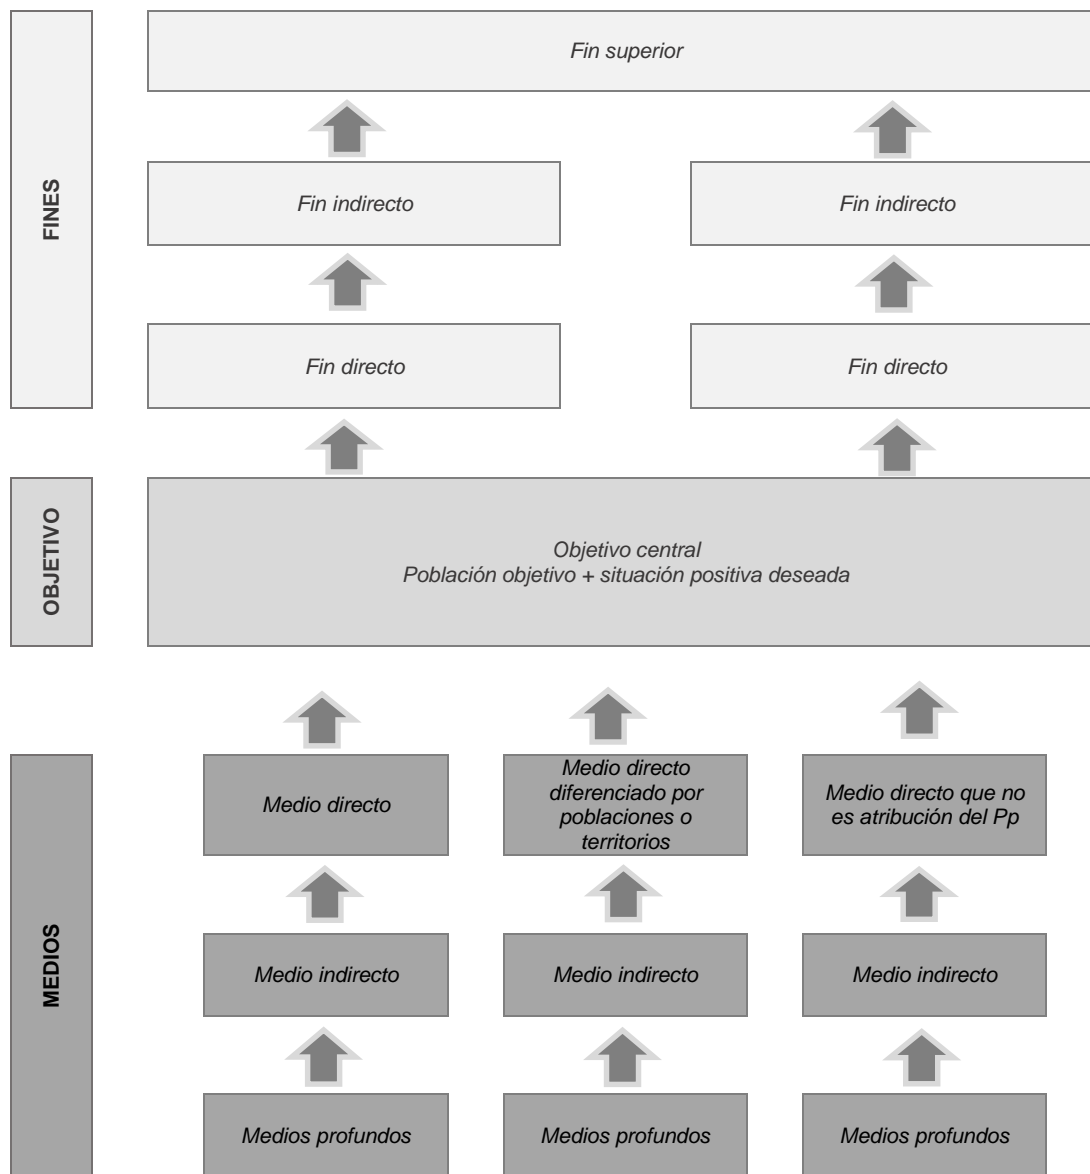 Fin superior
FINES
Fin indirecto
Fin indirecto
Fin directo
Fin directo
OBJETIVO
Objetivo central
Población objetivo + situación positiva deseada
MEDIOS
Medio directo
Medio directo
diferenciado por
poblaciones o
territorios
Medio directo que no
es atribución del Pp
Medio indirecto
Medio indirecto
Medio indirecto
Medios profundos
Medios profundos
Medios profundos